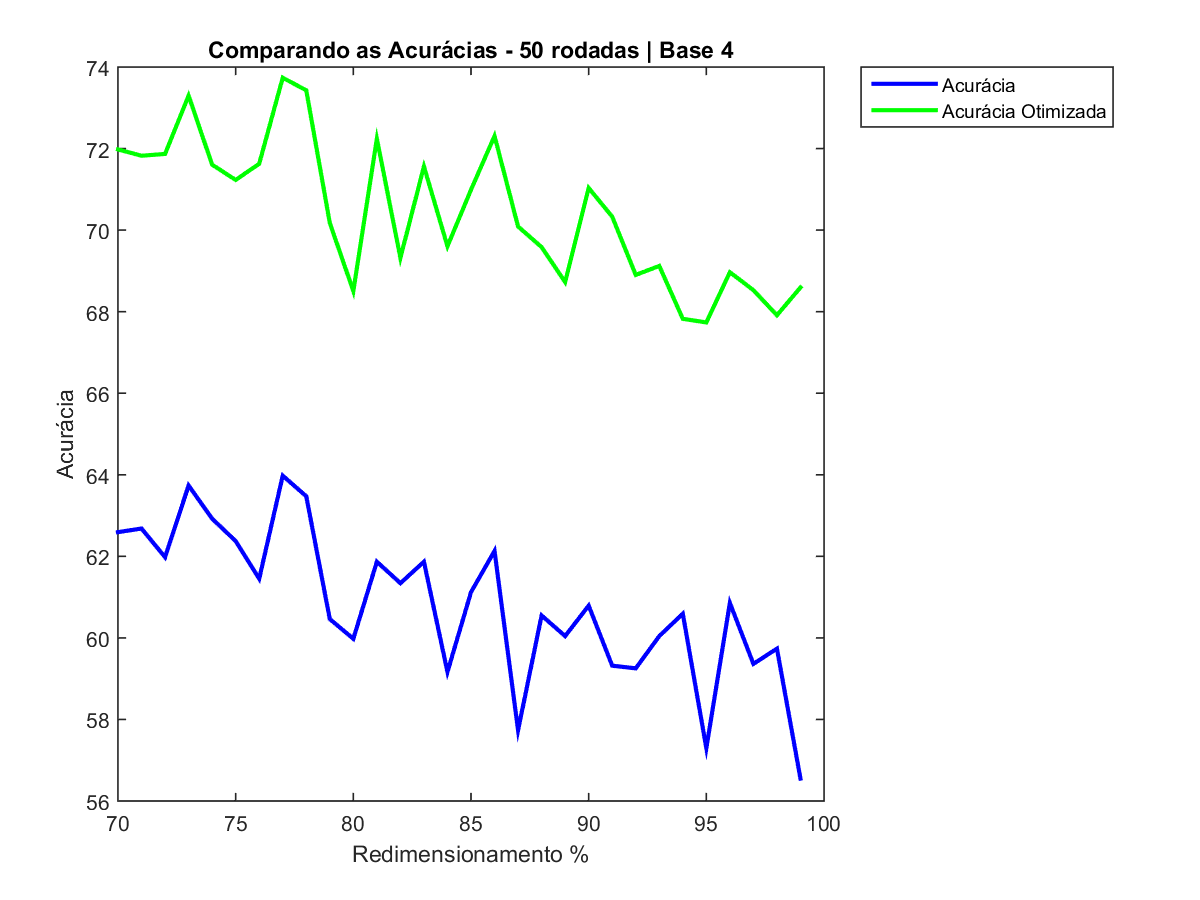 Comparando as Acurácias - 50 rodadas | Base 4
Acurácia
Acurácia Otimizada
74
72
70
68
66
64
62
60
58
56
Acurácia
70 75 80 85 90 95 100
Redimensionamento %